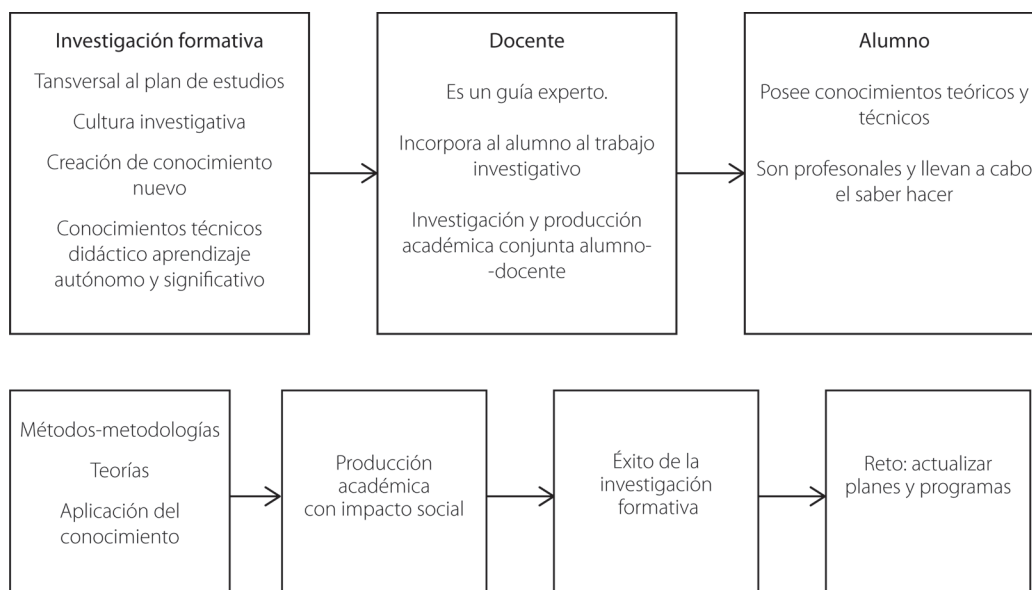 Investigación formativa
Tansversal al plan de estudios
Cultura investigativa
Creación de conocimiento
nuevo
Conocimientos técnicos
didáctico aprendizaje
autónomo y significativo
Docente
Es un guía experto.
Incorpora al alumno al trabajo
investigativo
Investigación y producción
académica conjunta alumno-
-docente
Alumno
Posee conocimientos teóricos y
técnicos
Son profesonales y llevan a cabo
el saber hacer
Métodos-metodologías
Teorías
Aplicación del
conocimiento
Producción
académica
con impacto social
Éxito de la
investigación
formativa
Reto: actualizar
planes y programas